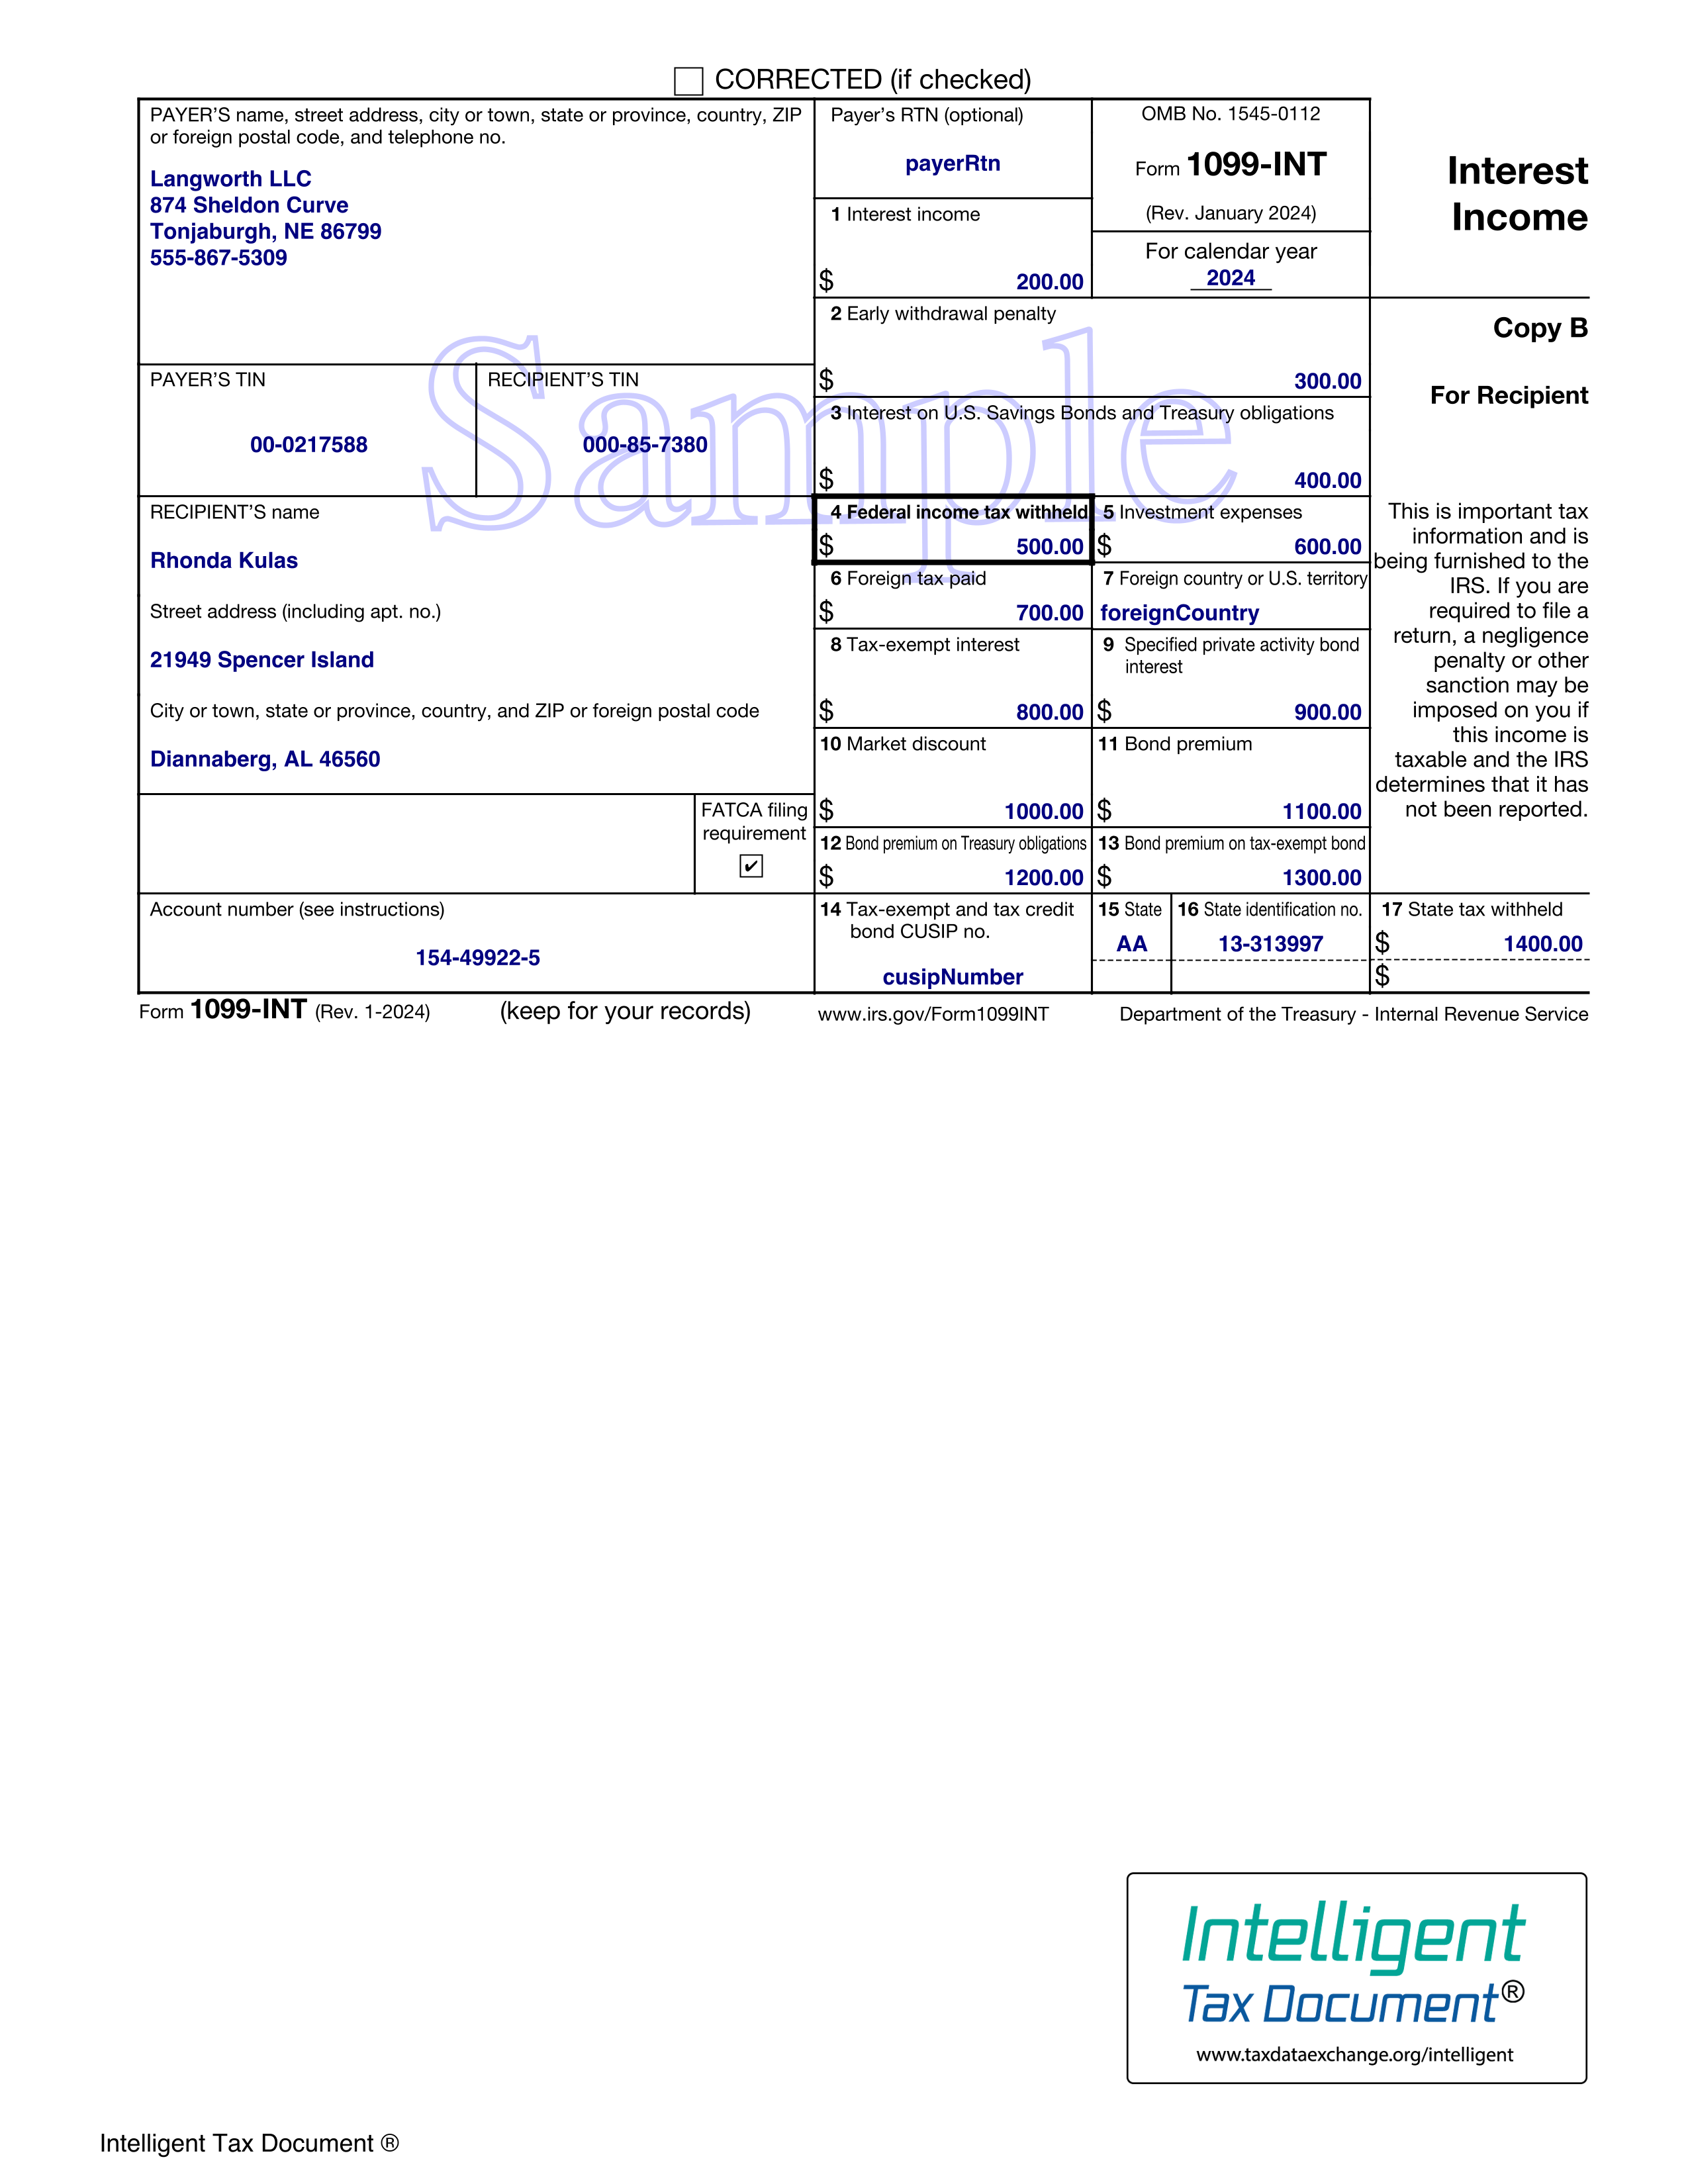 CORRECTED (if checked)
PAYER’S name, street address, city or town, state or province, country, ZIP
or foreign postal code, and telephone no.
Langworth LLC
874 Sheldon Curve
Tonjaburgh, NE 86799
555-867-5309
Payer’s RTN (optional)
payerRtn
1 Interest income
$ 200.00
OMB No. 1545-0112
Form 1099-INT
(Rev. January 2024)
For calendar year
2024
Interest
Income
2 Early withdrawal penalty
$ 300.00
Copy B
For Recipient
PAYER’S TIN
00-0217588
RECIPIENT’S TIN
000-85-7380
3 Interest on U.S. Savings Bonds and Treasury obligations
$ 400.00
Sample
RECIPIENT’S name
Rhonda Kulas
Street address (including apt. no.)
21949 Spencer Island
City or town, state or province, country, and ZIP or foreign postal code
Diannaberg, AL 46560
4 Federal income tax withheld
$ 500.00
5 Investment expenses
$ 600.00
6 Foreign tax paid
$ 700.00
7 Foreign country or U.S. territory
foreignCountry
8 Tax-exempt interest
$ 800.00
9 Specified private activity bond
interest
$ 900.00
10 Market discount
$ 1000.00
11 Bond premium
$ 1100.00
This is important tax
information and is
being furnished to the
IRS. If you are
required to file a
return, a negligence
penalty or other
sanction may be
imposed on you if
this income is
taxable and the IRS
determines that it has
not been reported.
FATCA filing
requirement
✔
12 Bond premium on Treasury obligations
$ 1200.00
13 Bond premium on tax-exempt bond
$ 1300.00
Account number (see instructions)
154-49922-5
14 Tax-exempt and tax credit
bond CUSIP no.
cusipNumber
15 State
AA
16 State identification no.
13-313997
17 State tax withheld
$ 1400.00
$
Form 1099-INT (Rev. 1-2024)
(keep for your records)
www.irs.gov/Form1099INT
Department of the Treasury - Internal Revenue Service
Intelligent
Tax Document®
www.taxdataexchange.org/intelligent
Intelligent Tax Document ®